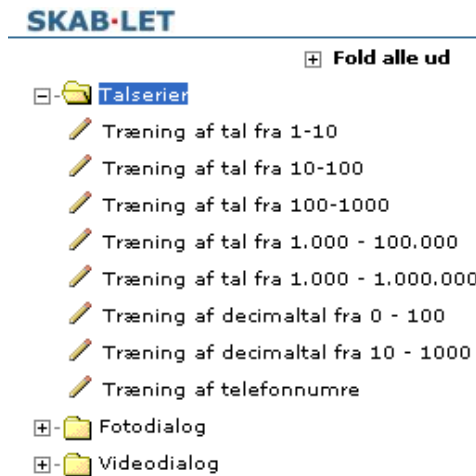 SKAB·LET
Fold alle ud
Talserier
Træning af tal fra 1-10
Træning af tal fra 10-100
Træning af tal fra 100-1000
Træning af tal fra 1.000 - 100.000
Træning af tal fra 1.000 - 1.000.000
Træning af decimaltal fra 0 - 100
Træning af decimaltal fra 10 - 1000
Træning af telefonnumre
Fotodialog
Videodialog